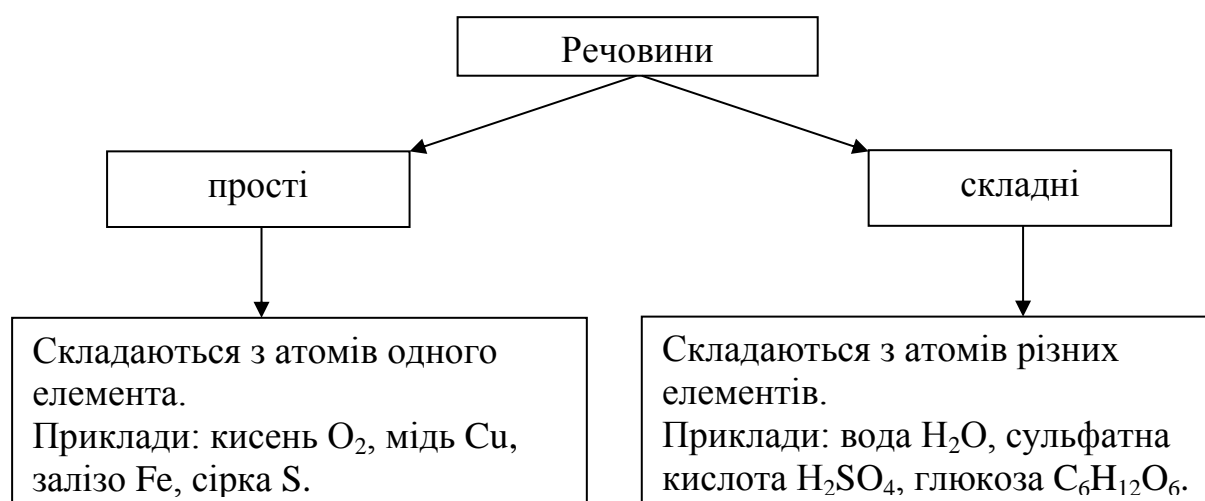 Речовини
прості
складні
Складаються з атомів одного
елемента.
Приклади: кисень O₂, мідь Cu,
залізо Fe, сірка S.
Складаються з атомів різних
елементів.
Приклади: вода H₂O, сульфатна
кислота H₂SO₄, глюкоза C₆H₁₂O₆.